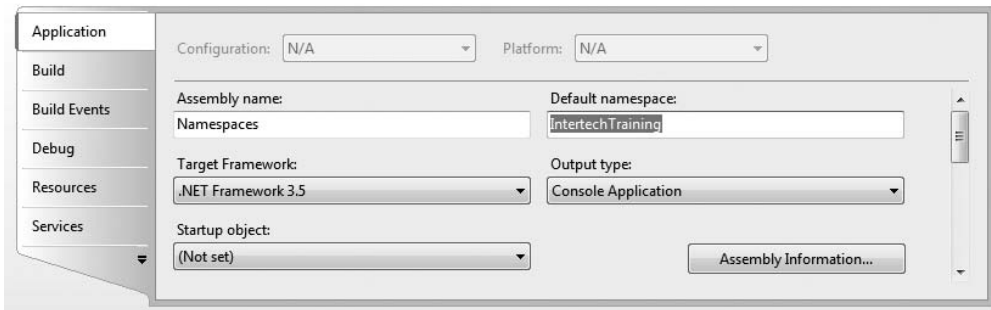 Application
Build
Build Events
Debug
Resources
Services
Configuration: N/A Platform: N/A
Assembly name: Default namespace:
Namespaces IntertechTraining
Target Framework: Output type:
.NET Framework 3.5 Console Application
Startup object:
(Not set) Assembly Information...